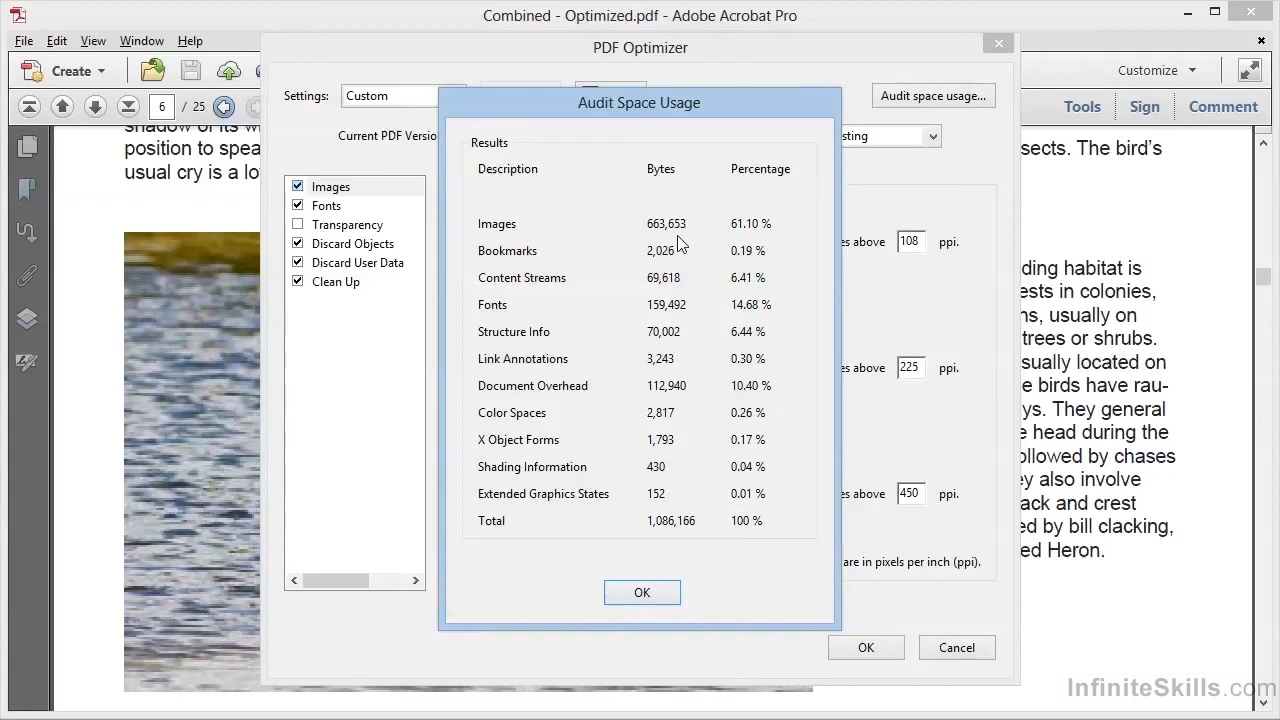 Combined - Optimized.pdf - Adobe Acrobat Pro
File Edit View Window Help
Create
Customize
6 / 25
Tools Sign Comment
PDF Optimizer
Settings: Custom
Audit space usage...
Current PDF Versio
sting
Images
Fonts
Transparency
Discard Objects
Discard User Data
Clean Up
Audit Space Usage
Results
Description Bytes Percentage
Images 663,653 61.10 %
Bookmarks 2,026 0.19 %
Content Streams 69,618 6.41 %
Fonts 159,492 14.68 %
Structure Info 70,002 6.44 %
Link Annotations 3,243 0.30 %
Document Overhead 112,940 10.40 %
Color Spaces 2,817 0.26 %
X Object Forms 1,793 0.17 %
Shading Information 430 0.04 %
Extended Graphics States 152 0.01 %
Total 1,086,166 100 %
OK
es above 108 ppi.
es above 225 ppi.
es above 450 ppi.
are in pixels per inch (ppi).
OK Cancel
position to spea
usual cry is a lo
sects. The bird's
ding habitat is
ests in colonies,
ns, usually on
trees or shrubs.
sually located on
e birds have rau-
ys. They general
e head during the
ollowed by chases
ey also involve
ack and crest
ed by bill clacking,
ed Heron.
InfiniteSkills.com